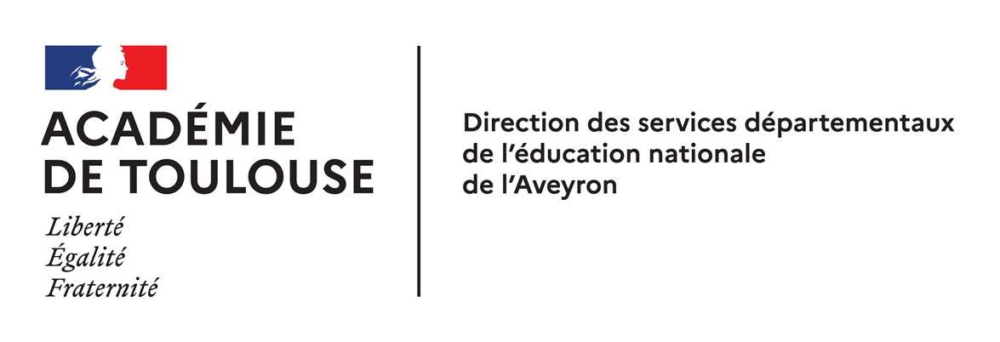 ACADÉMIE
DE TOULOUSE
Liberté
Égalité
Fraternité
Direction des services départementaux
de l’éducation nationale
de l’Aveyron